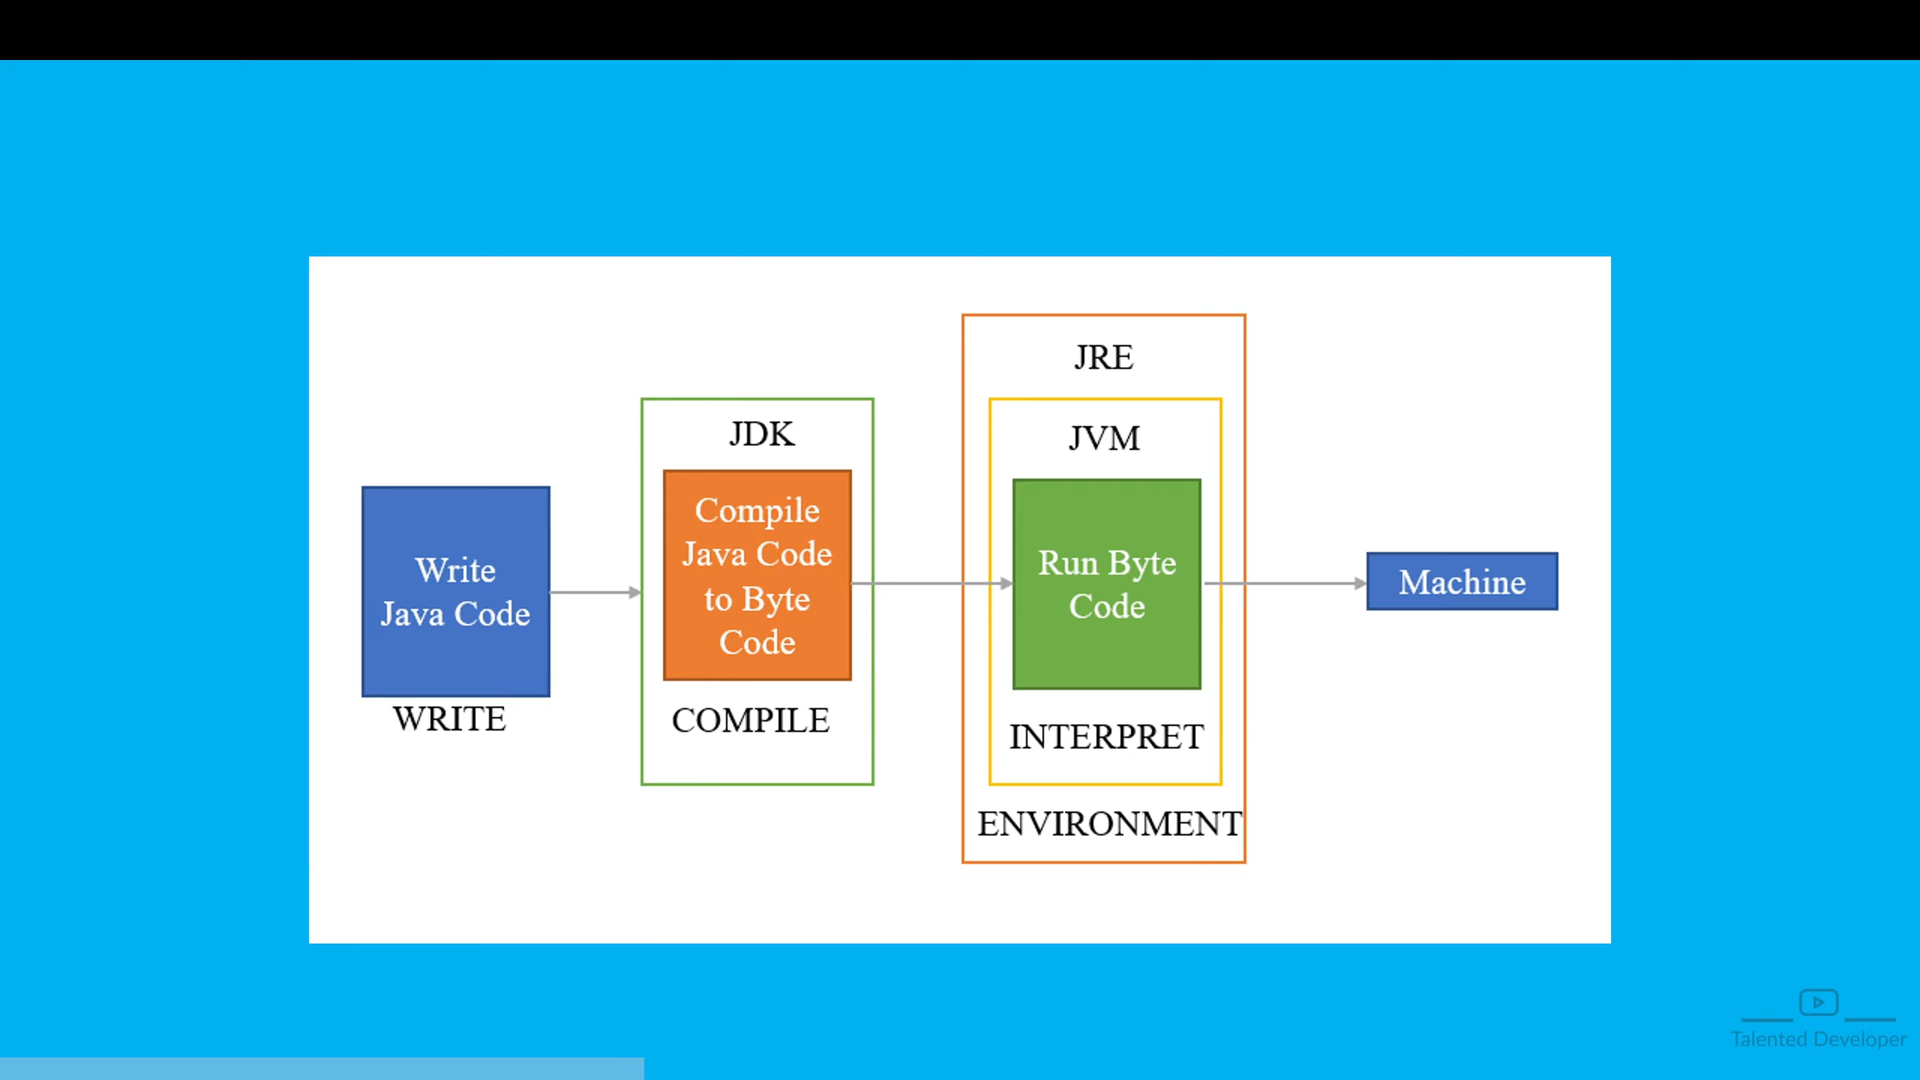 JRE
JDK
JVM
Write
Java Code
Compile
Java Code
to Byte
Code
Run Byte
Code
Machine
WRITE
COMPILE
INTERPRET
ENVIRONMENT
Talented Developer